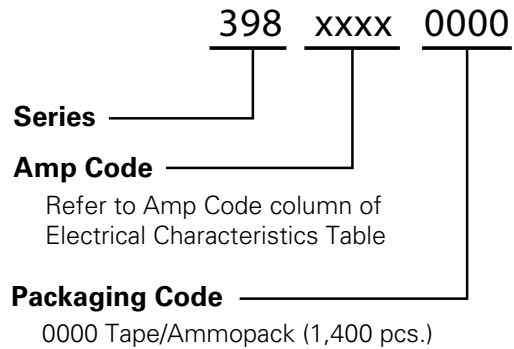 398 xxxx 0000
Series
Amp Code
Refer to Amp Code column of
Electrical Characteristics Table
Packaging Code
0000 Tape/Ammopack (1,400 pcs.)